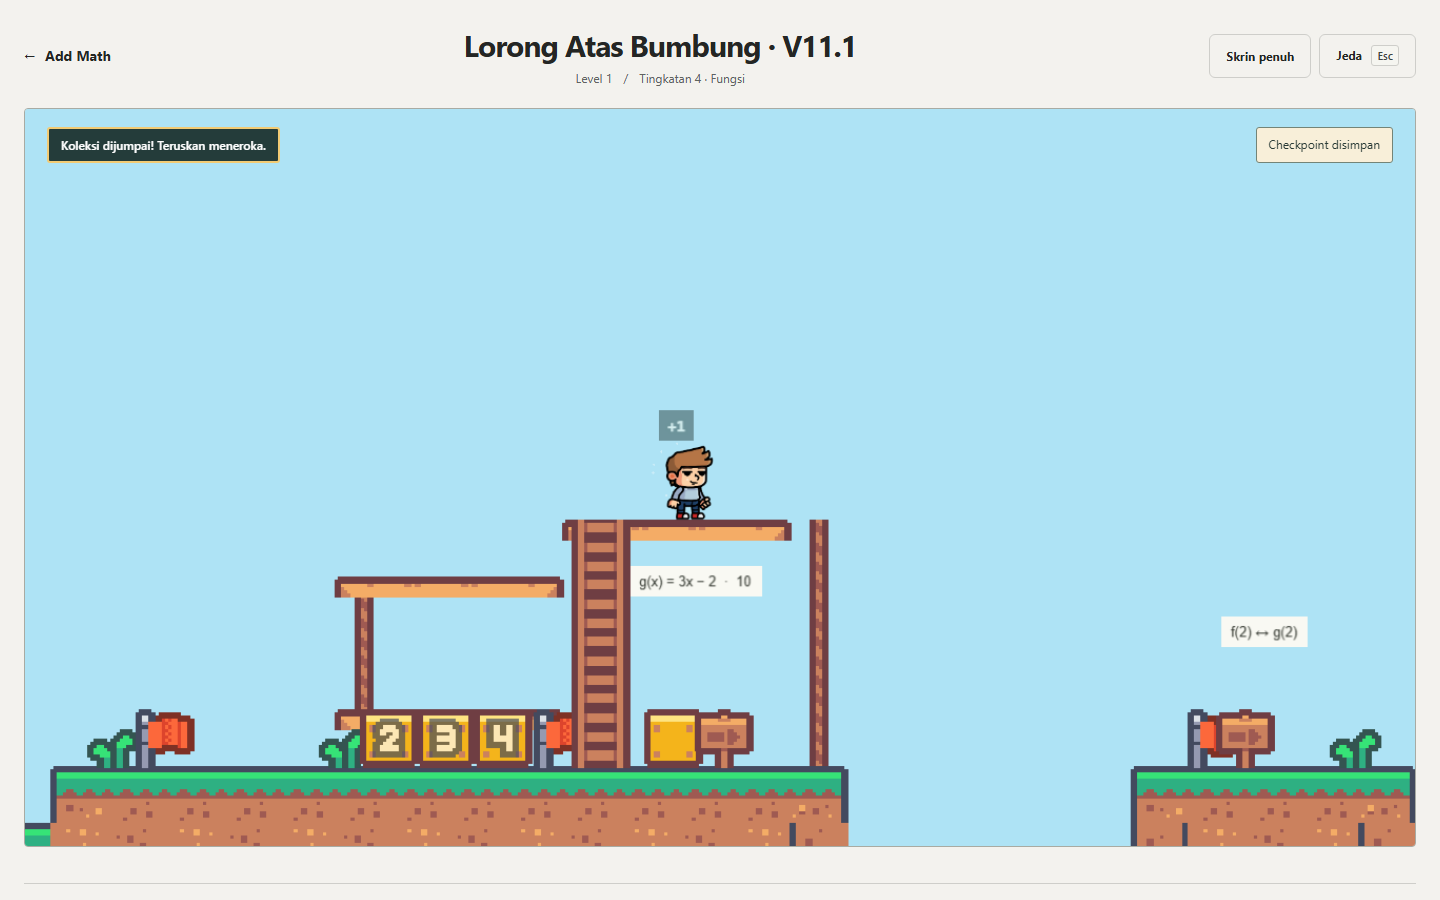 ← Add Math
Lorong Atas Bumbung · V11.1
Level 1 / Tingkatan 4 · Fungsi
Skrin penuh
Jeda Esc
Koleksi dijumpai! Teruskan meneroka.
Checkpoint disimpan
+1
g(x) = 3x − 2 · 10
f(2) ↔ g(2)
2 3 4